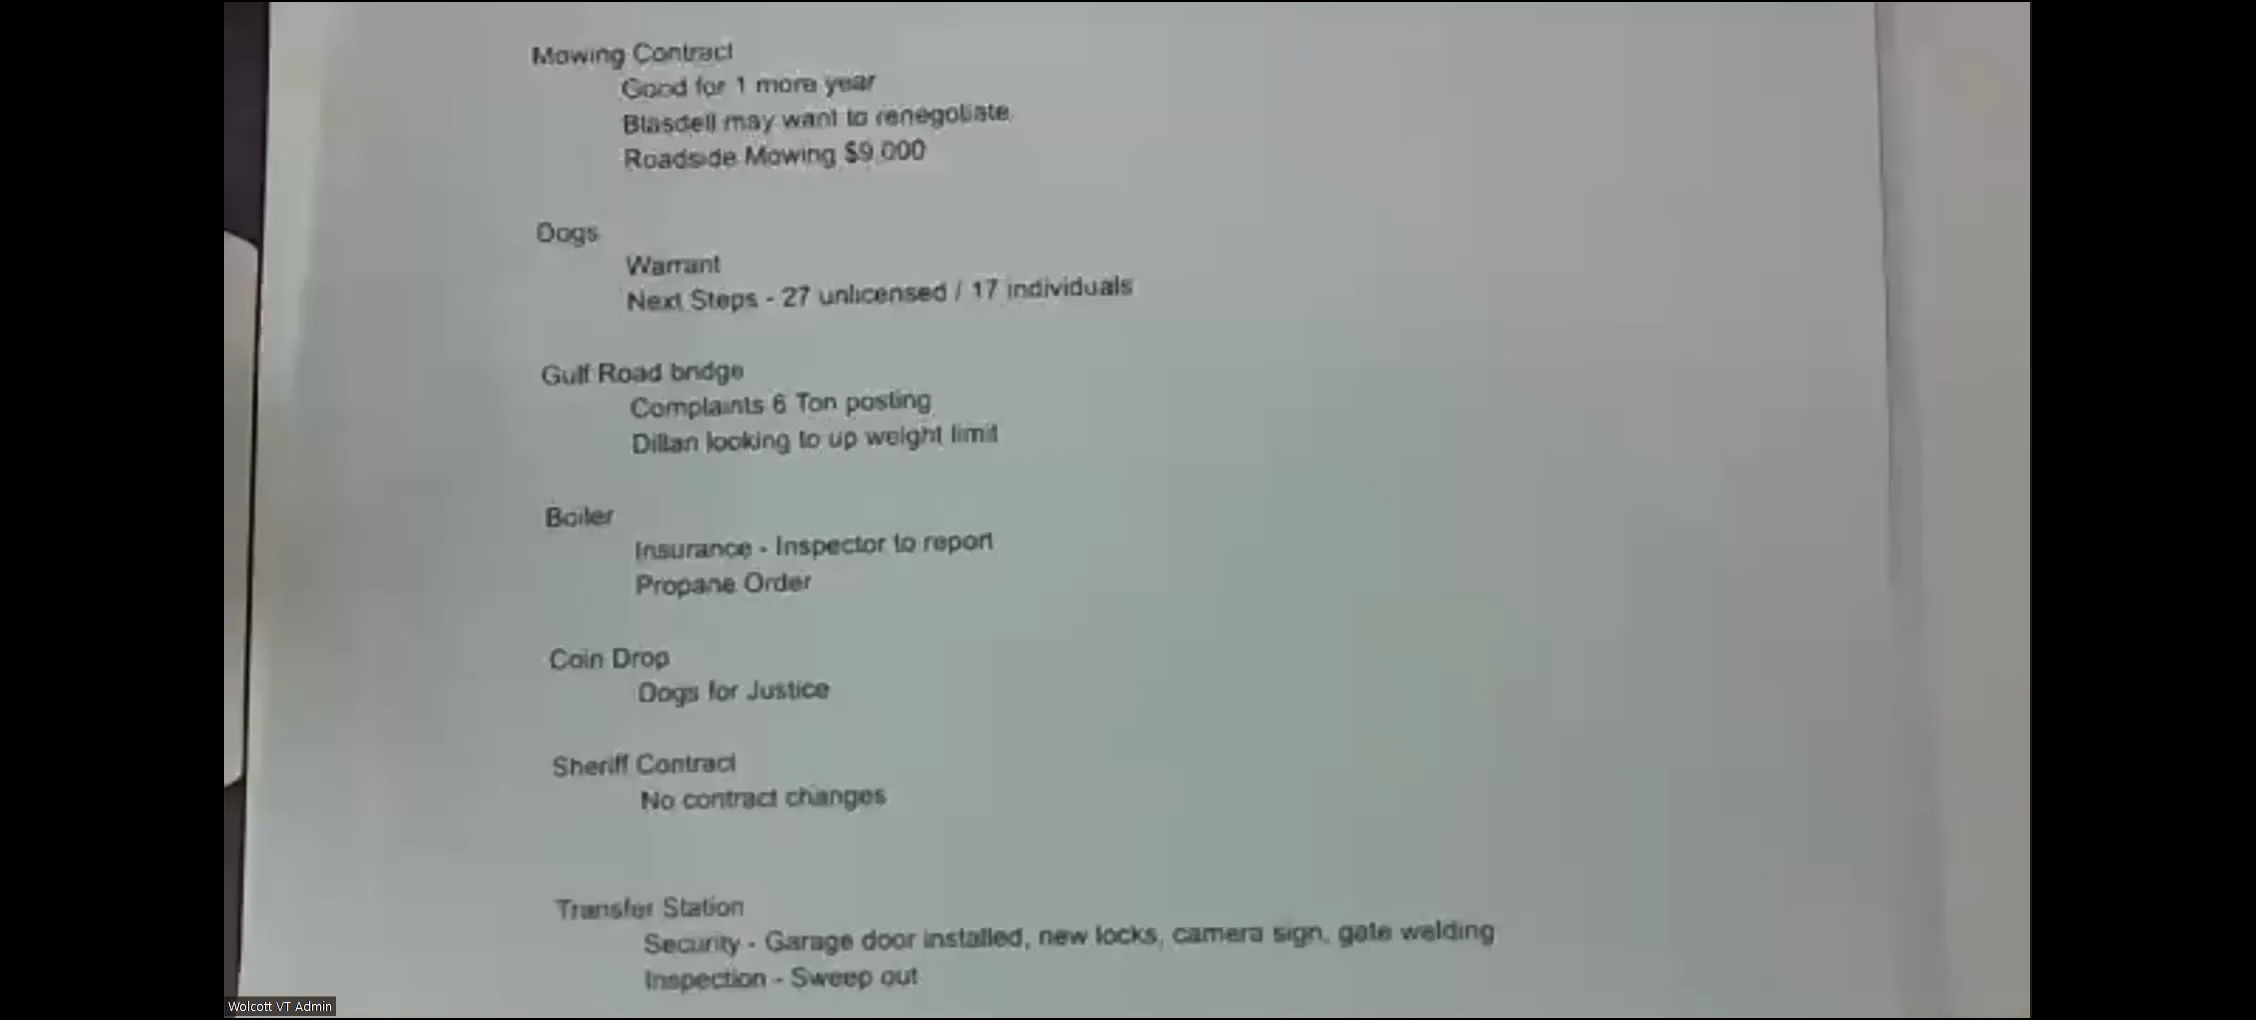 Mowing Contract
Good for 1 more year
Blasdell may want to renegotiate
Roadside Mowing $9,000
Dogs
Warrant
Next Steps - 27 unlicensed / 17 individuals
Gulf Road bridge
Complaints 6 Ton posting
Dillan looking to up weight limit
Boiler
Insurance - Inspector to report
Propane Order
Coin Drop
Dogs for Justice
Sheriff Contract
No contract changes
Transfer Station
Security - Garage door installed, new locks, camera sign, gate welding
Inspection - Sweep out
Wolcott VT Admin